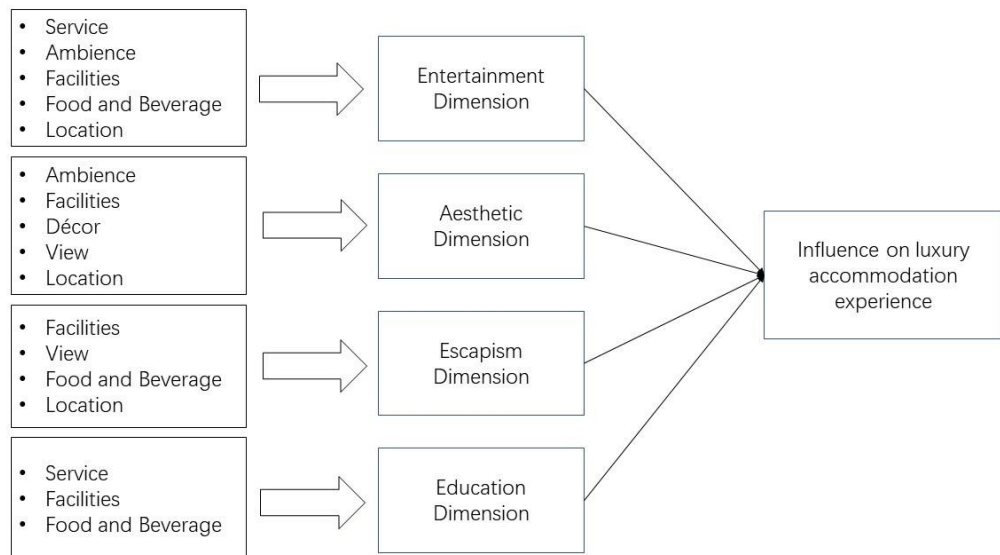 • Service
• Ambience
• Facilities
• Food and Beverage
• Location
Entertainment
Dimension
• Ambience
• Facilities
• Décor
• View
• Location
Aesthetic
Dimension
• Facilities
• View
• Food and Beverage
• Location
Escapism
Dimension
• Service
• Facilities
• Food and Beverage
Education
Dimension
Influence on luxury
accommodation
experience